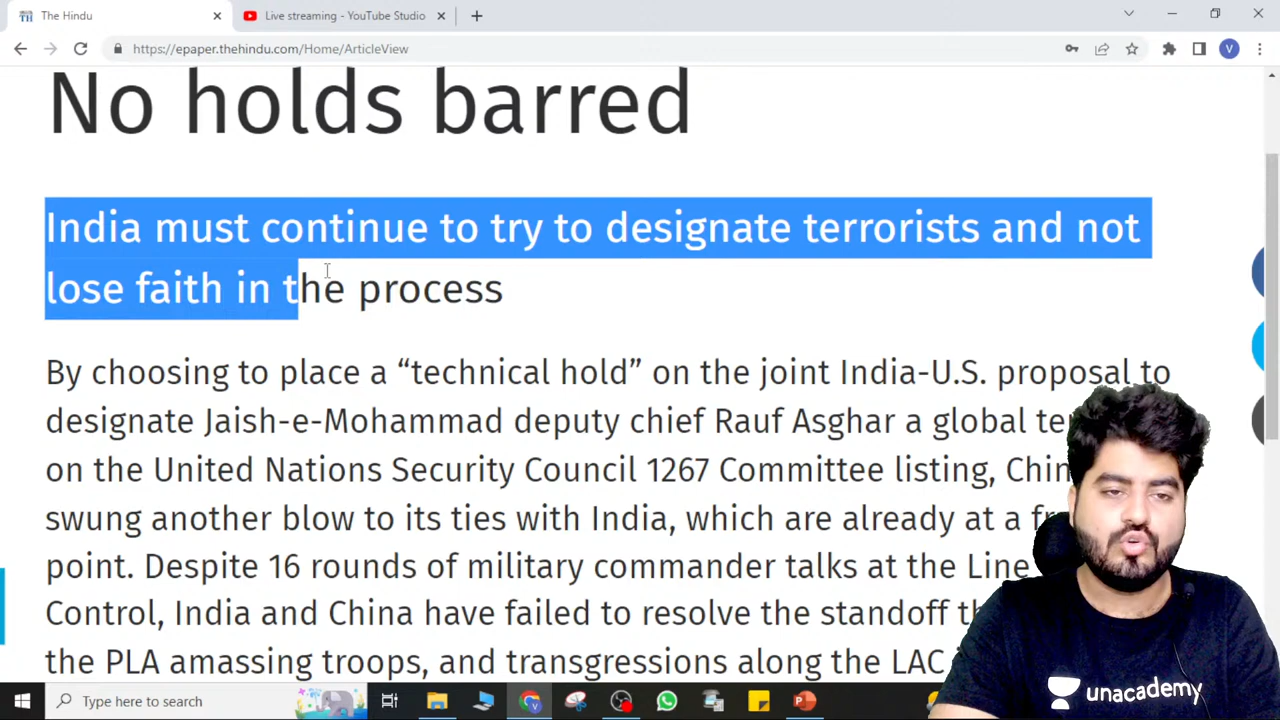 The Hindu
Live streaming - YouTube Studio
https://epaper.thehindu.com/Home/ArticleView
V
No holds barred
India must continue to try to designate terrorists and not
lose faith in the process
By choosing to place a “technical hold” on the joint India-U.S. proposal to
designate Jaish-e-Mohammad deputy chief Rauf Asghar a global
on the United Nations Security Council 1267 Committee listing,
swung another blow to its ties with India, which are already at a
point. Despite 16 rounds of military commander talks at the Line
Control, India and China have failed to resolve the standoff
the PLA amassing troops, and transgressions along the LAC
unacademy
Type here to search